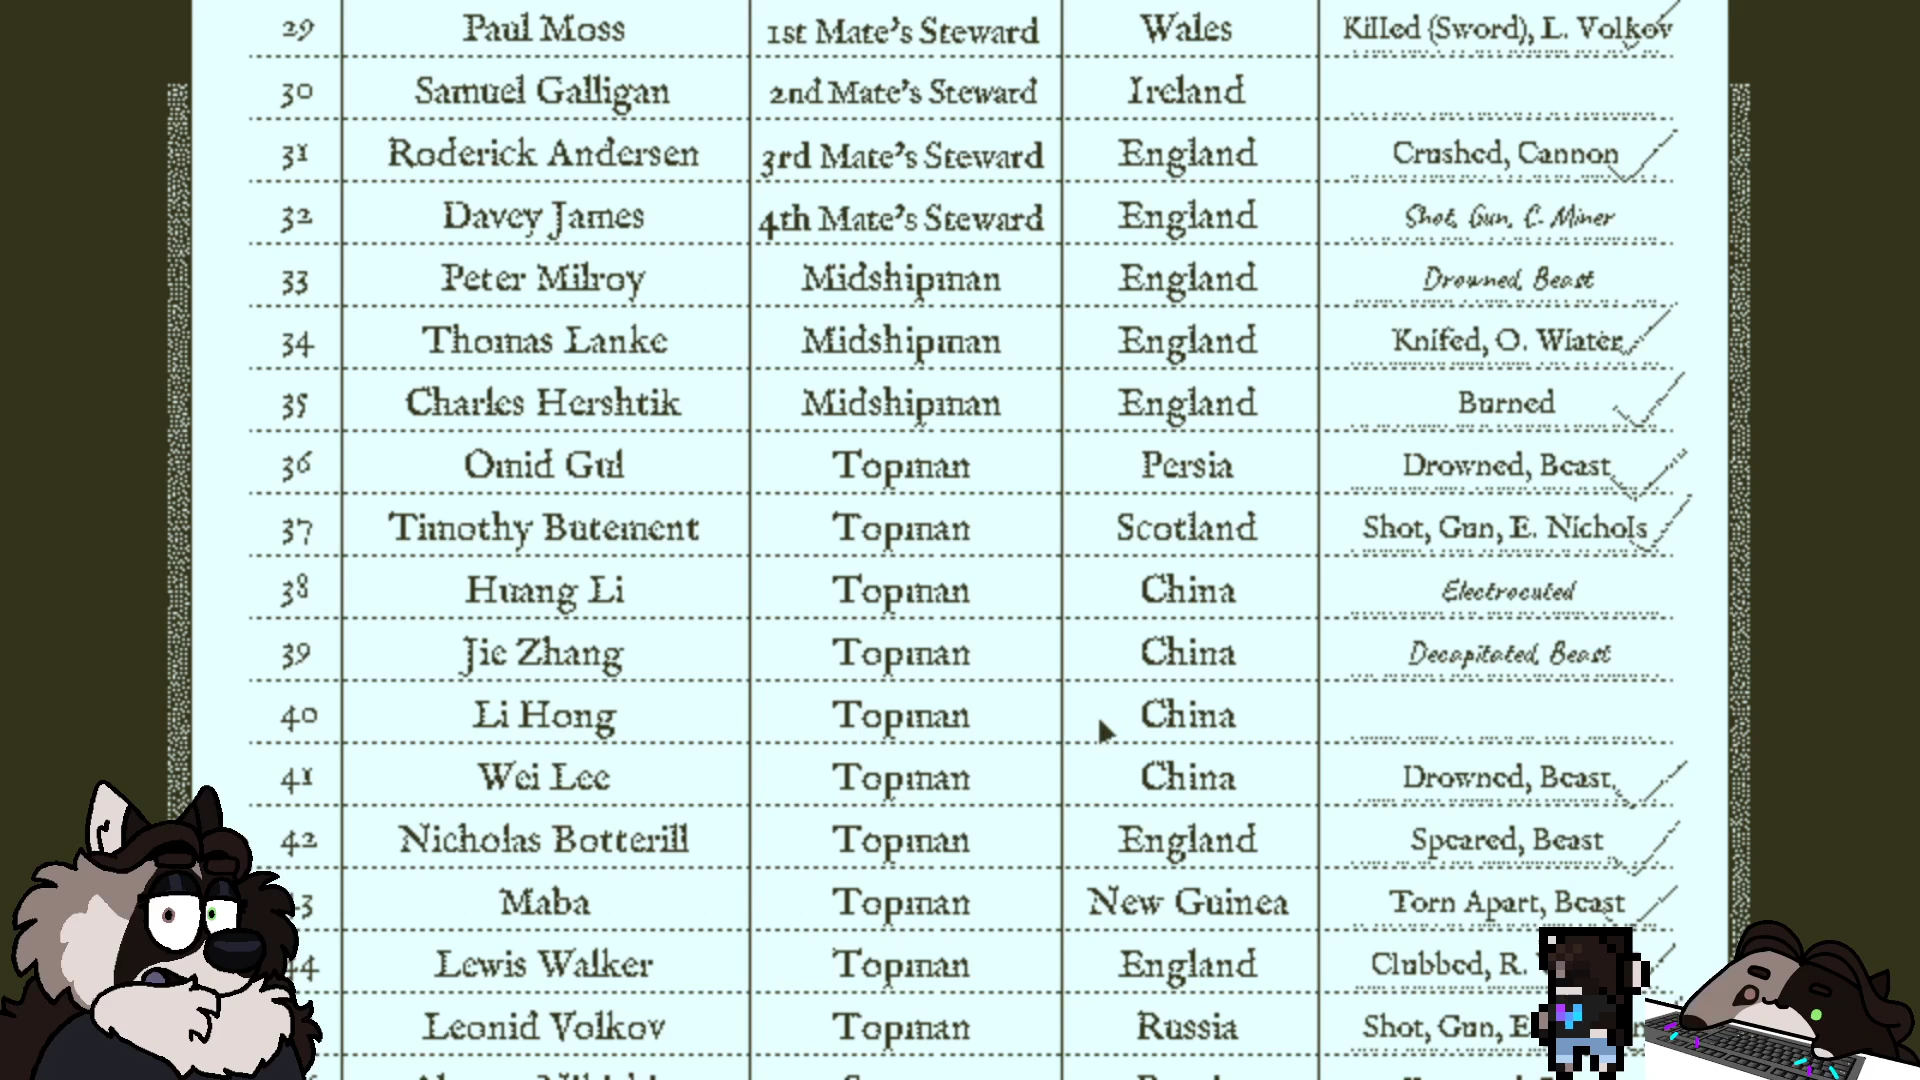 29 Paul Moss 1st Mate's Steward Wales Killed (Sword), L. Volkov
30 Samuel Galligan 2nd Mate's Steward Ireland
31 Roderick Andersen 3rd Mate's Steward England Crushed, Cannon
32 Davey James 4th Mate's Steward England Shot, Gun, C. Miner
33 Peter Milroy Midshipman England Drowned, Beast
34 Thomas Lanke Midshipman England Knifed, O. Wiater
35 Charles Hershtik Midshipman England Burned
36 Omid Gul Topman Persia Drowned, Beast
37 Timothy Butement Topman Scotland Shot, Gun, E. Nichols
38 Huang Li Topman China Electrocuted
39 Jie Zhang Topman China Decapitated, Beast
40 Li Hong Topman China
41 Wei Lee Topman China Drowned, Beast
42 Nicholas Botterill Topman England Speared, Beast
3 Maba Topman New Guinea Torn Apart, Beast
4 Lewis Walker Topman England Clubbed, R.
Leonid Volkov Topman Russia Shot, Gun, E